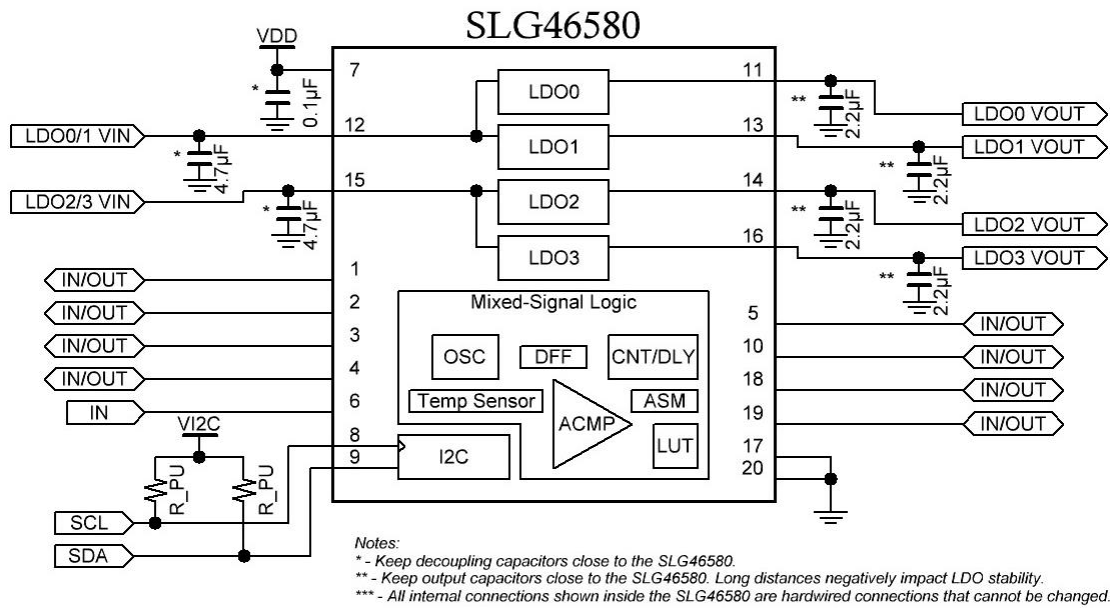 SLG46580
VDD
*
0.1µF
7
LDO0
11
**
2.2µF
LDO0 VOUT
LDO0/1 VIN
*
4.7µF
12
LDO1
13
**
2.2µF
LDO1 VOUT
LDO2/3 VIN
*
4.7µF
15
LDO2
14
**
2.2µF
LDO2 VOUT
LDO3
16
**
2.2µF
LDO3 VOUT
IN/OUT
1
IN/OUT
2
IN/OUT
3
IN/OUT
4
IN
6
Mixed-Signal Logic
OSC
DFF
CNT/DLY
Temp Sensor
ACMP
ASM
LUT
I2C
5
IN/OUT
10
IN/OUT
18
IN/OUT
19
IN/OUT
17
20
VI2C
8
9
R_PU
R_PU
SCL
SDA
Notes:
* - Keep decoupling capacitors close to the SLG46580.
** - Keep output capacitors close to the SLG46580. Long distances negatively impact LDO stability.
*** - All internal connections shown inside the SLG46580 are hardwired connections that cannot be changed.